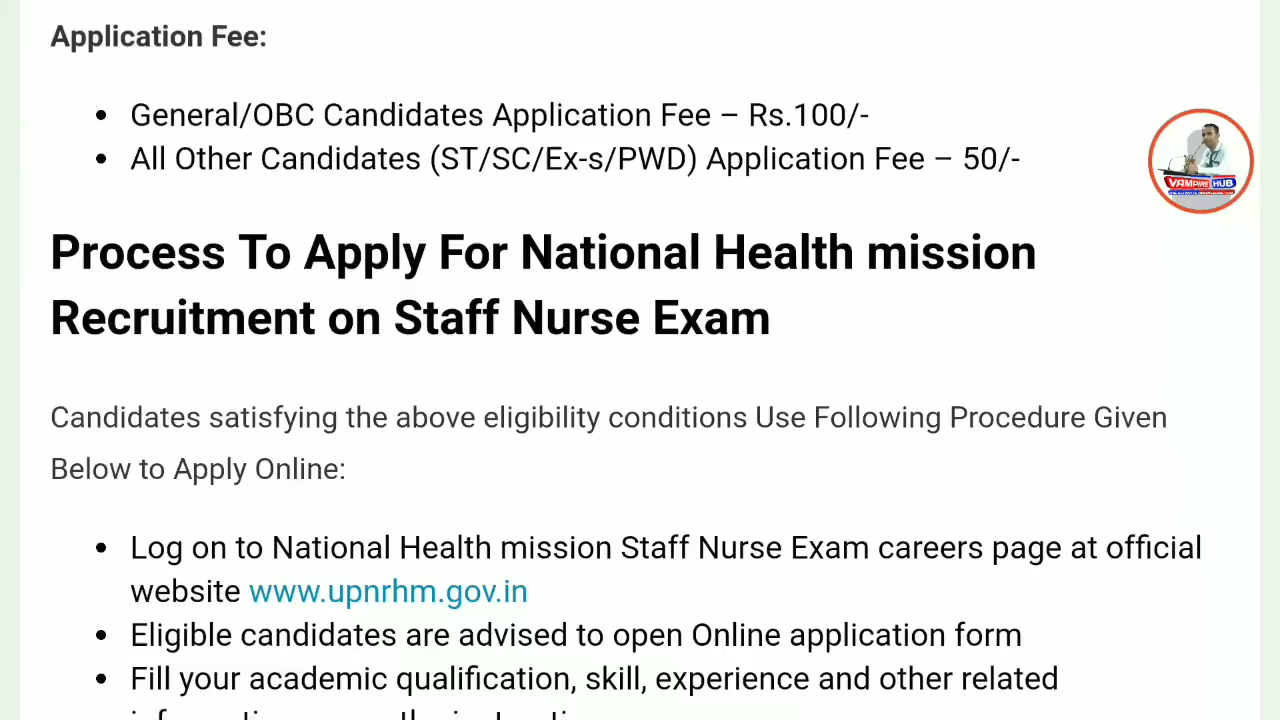 Application Fee:
General/OBC Candidates Application Fee – Rs.100/-
All Other Candidates (ST/SC/Ex-s/PWD) Application Fee – 50/-
VAMPIRE HUB
Process To Apply For National Health mission
Recruitment on Staff Nurse Exam
Candidates satisfying the above eligibility conditions Use Following Procedure Given
Below to Apply Online:
Log on to National Health mission Staff Nurse Exam careers page at official
website www.upnrhm.gov.in
Eligible candidates are advised to open Online application form
Fill your academic qualification, skill, experience and other related